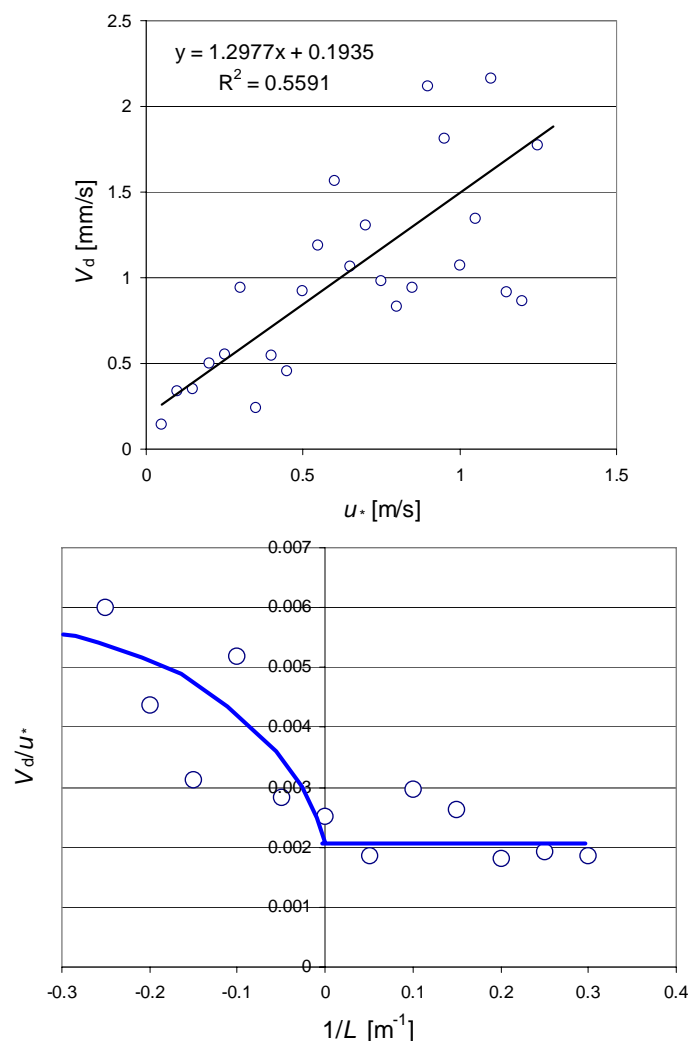 2.5
y = 1.2977x + 0.1935
R² = 0.5591
2
1.5
1
0.5
0
0 0.5 1 1.5
Vd [mm/s]
u* [m/s]
0.007
0.006
0.005
0.004
0.003
0.002
0.001
0
-0.3 -0.2 -0.1 0 0.1 0.2 0.3 0.4
Vd/u*
1/L [m⁻¹]